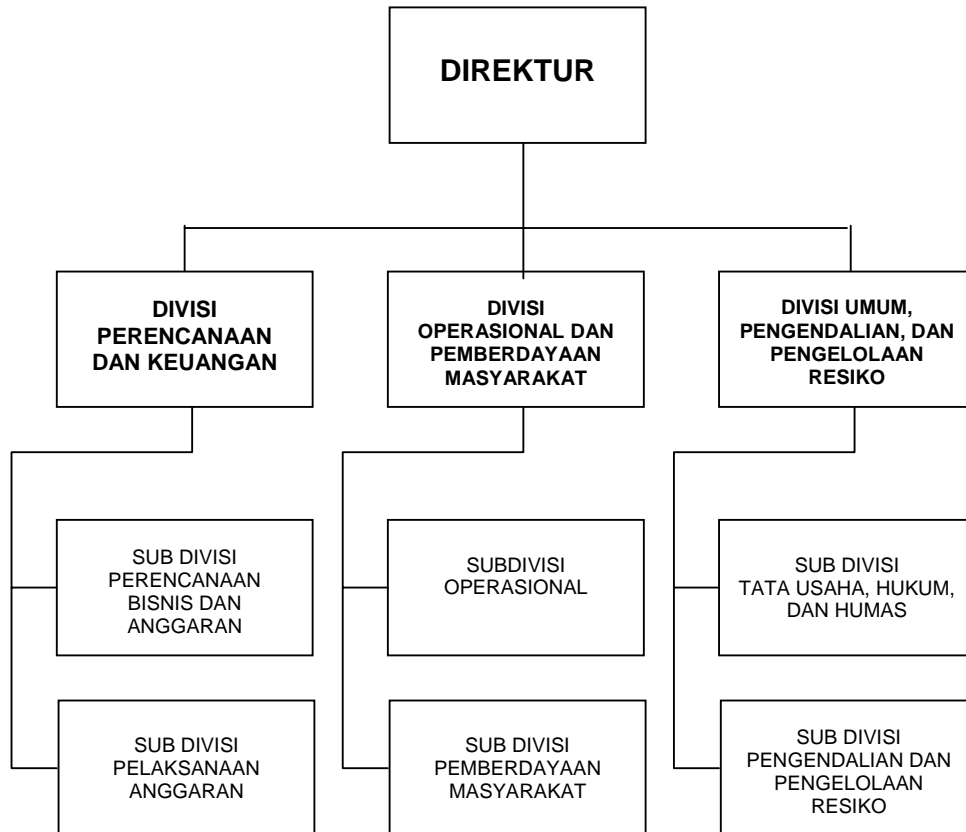 DIREKTUR
DIVISI
PERENCANAAN
DAN KEUANGAN
DIVISI
OPERASIONAL DAN
PEMBERDAYAAN
MASYARAKAT
DIVISI UMUM,
PENGENDALIAN, DAN
PENGELOLAAN
RESIKO
SUB DIVISI
PERENCANAAN
BISNIS DAN
ANGGARAN
SUBDIVISI
OPERASIONAL
SUB DIVISI
TATA USAHA, HUKUM,
DAN HUMAS
SUB DIVISI
PELAKSANAAN
ANGGARAN
SUB DIVISI
PEMBERDAYAAN
MASYARAKAT
SUB DIVISI
PENGENDALIAN DAN
PENGELOLAAN
RESIKO